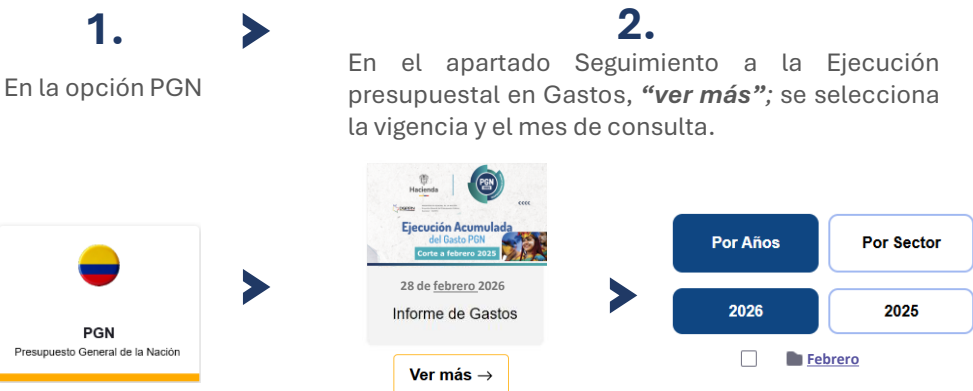 1.
En la opción PGN
2.
En el apartado Seguimiento a la Ejecución
presupuestal en Gastos, “ver más”; se selecciona
la vigencia y el mes de consulta.
PGN
Presupuesto General de la Nación
Hacienda
PGN
Ejecución Acumulada
del Gasto PGN
Corte a febrero 2025
28 de febrero 2026
Informe de Gastos
Ver más →
Por Años
Por Sector
2026
2025
Febrero